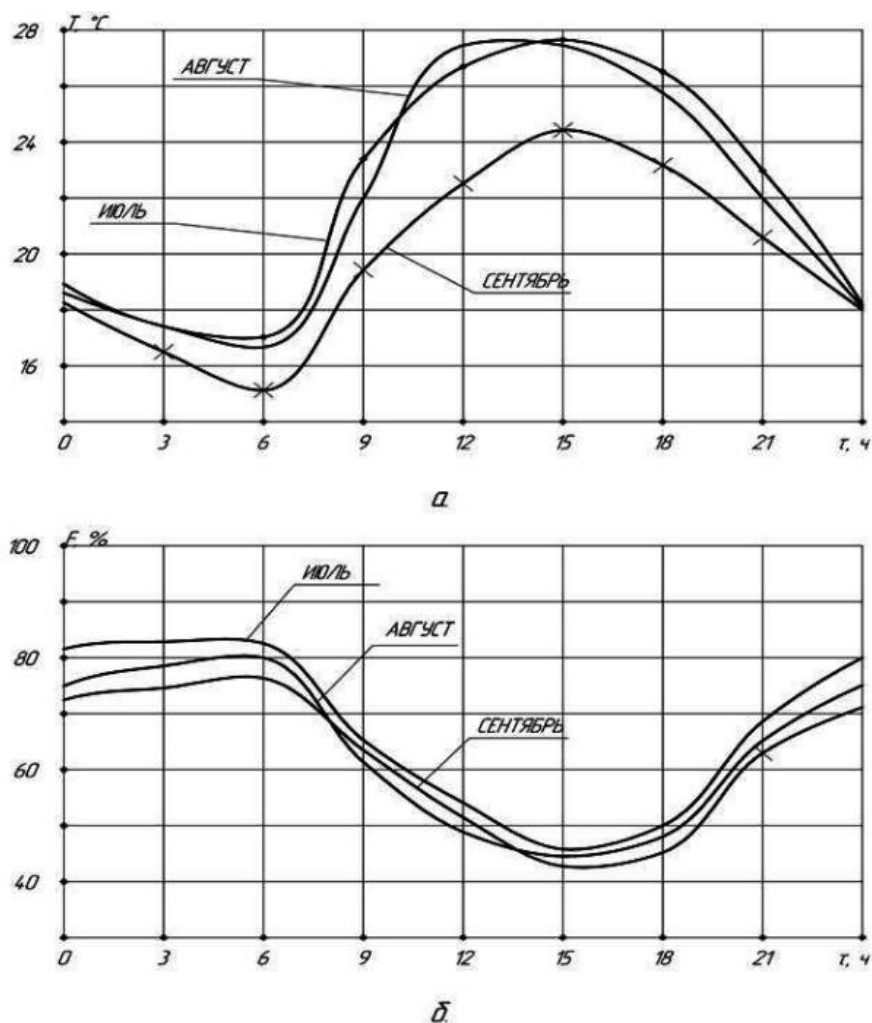 T, °C
28
АВГУСТ
24
ИЮЛЬ
20
СЕНТЯБРЬ
16
0 3 6 9 12 15 18 21 τ, ч
а
F, %
100
ИЮЛЬ
АВГУСТ
80
СЕНТЯБРЬ
60
40
0 3 6 9 12 15 18 21 τ, ч
б.